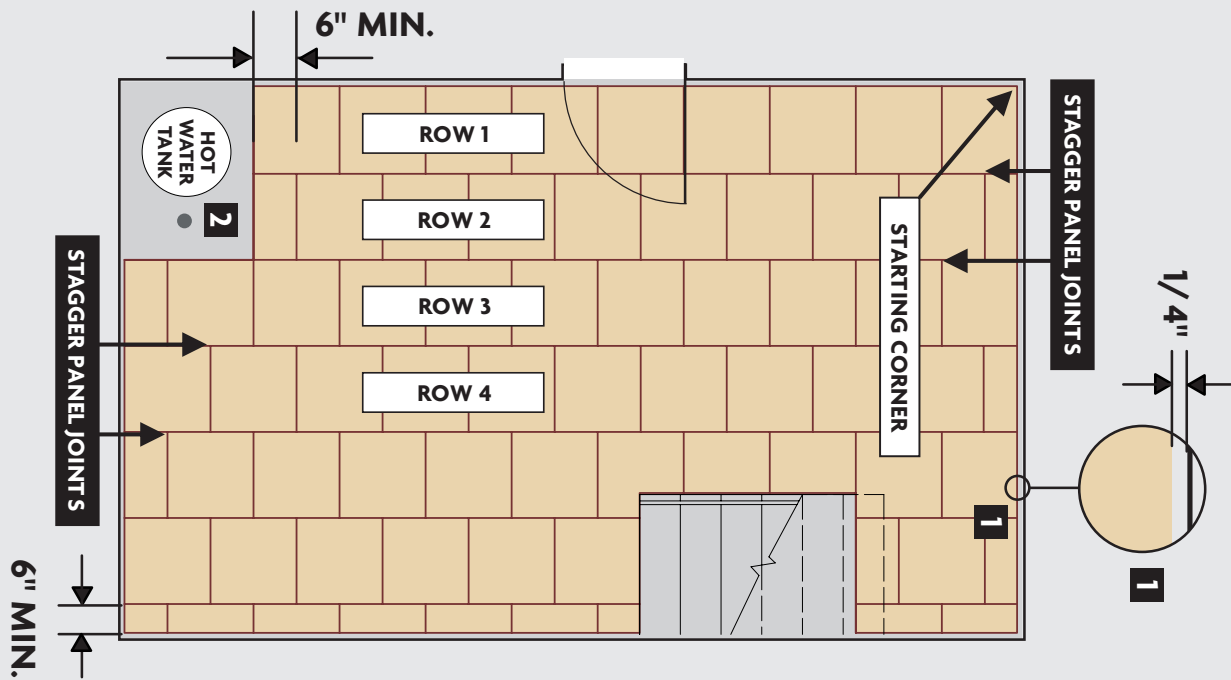 6" MIN.
HOT
WATER
TANK
2
ROW 1
ROW 2
ROW 3
ROW 4
STARTING CORNER
STAGGER PANEL JOINTS
1/4"
1
1
STAGGER PANEL JOINTS
6" MIN.